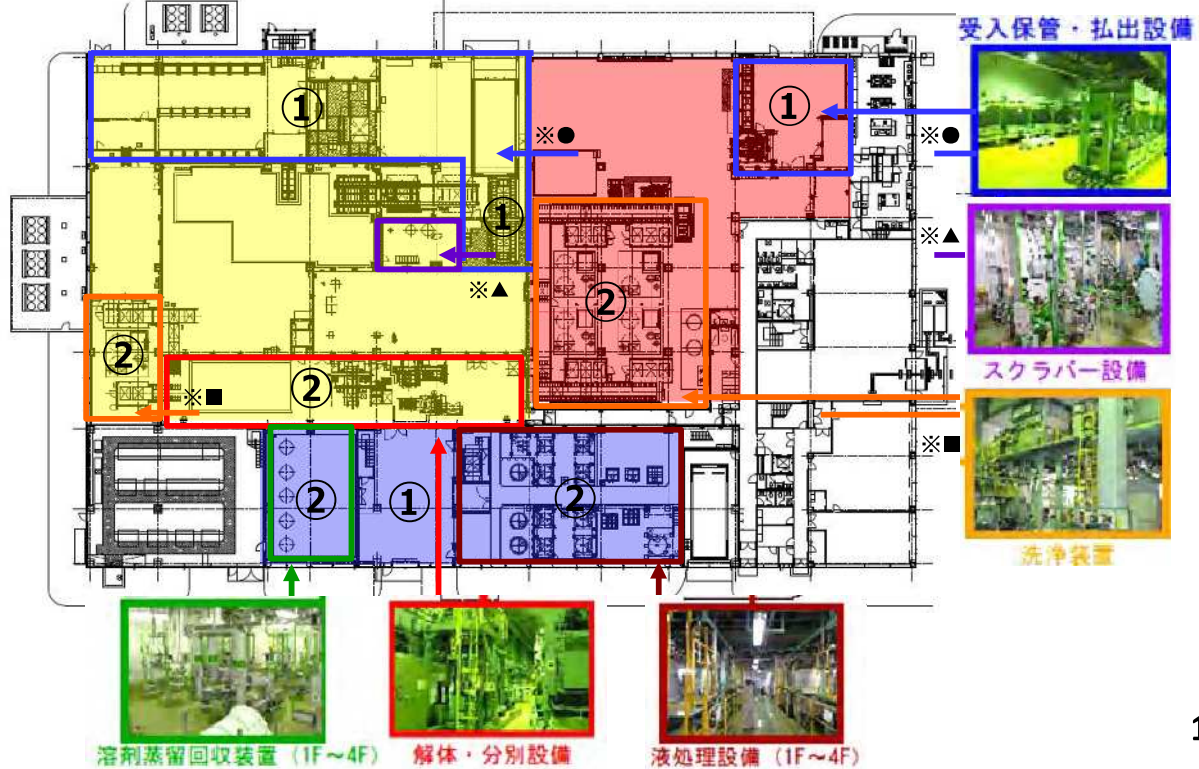 受入保管・払出設備
①
①
※●
※●
②
①
※▲
※▲
スクラバー設備
②
②
②
※■
※■
洗浄装置
②
①
②
溶剤蒸留回収装置（1F～4F）
解体・分別設備
液処理設備（1F～4F）
1